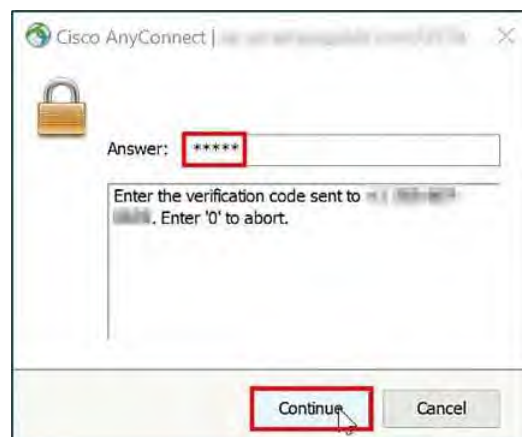 Cisco AnyConnect |
Answer: *****
Enter the verification code sent to
. Enter '0' to abort.
Continue
Cancel